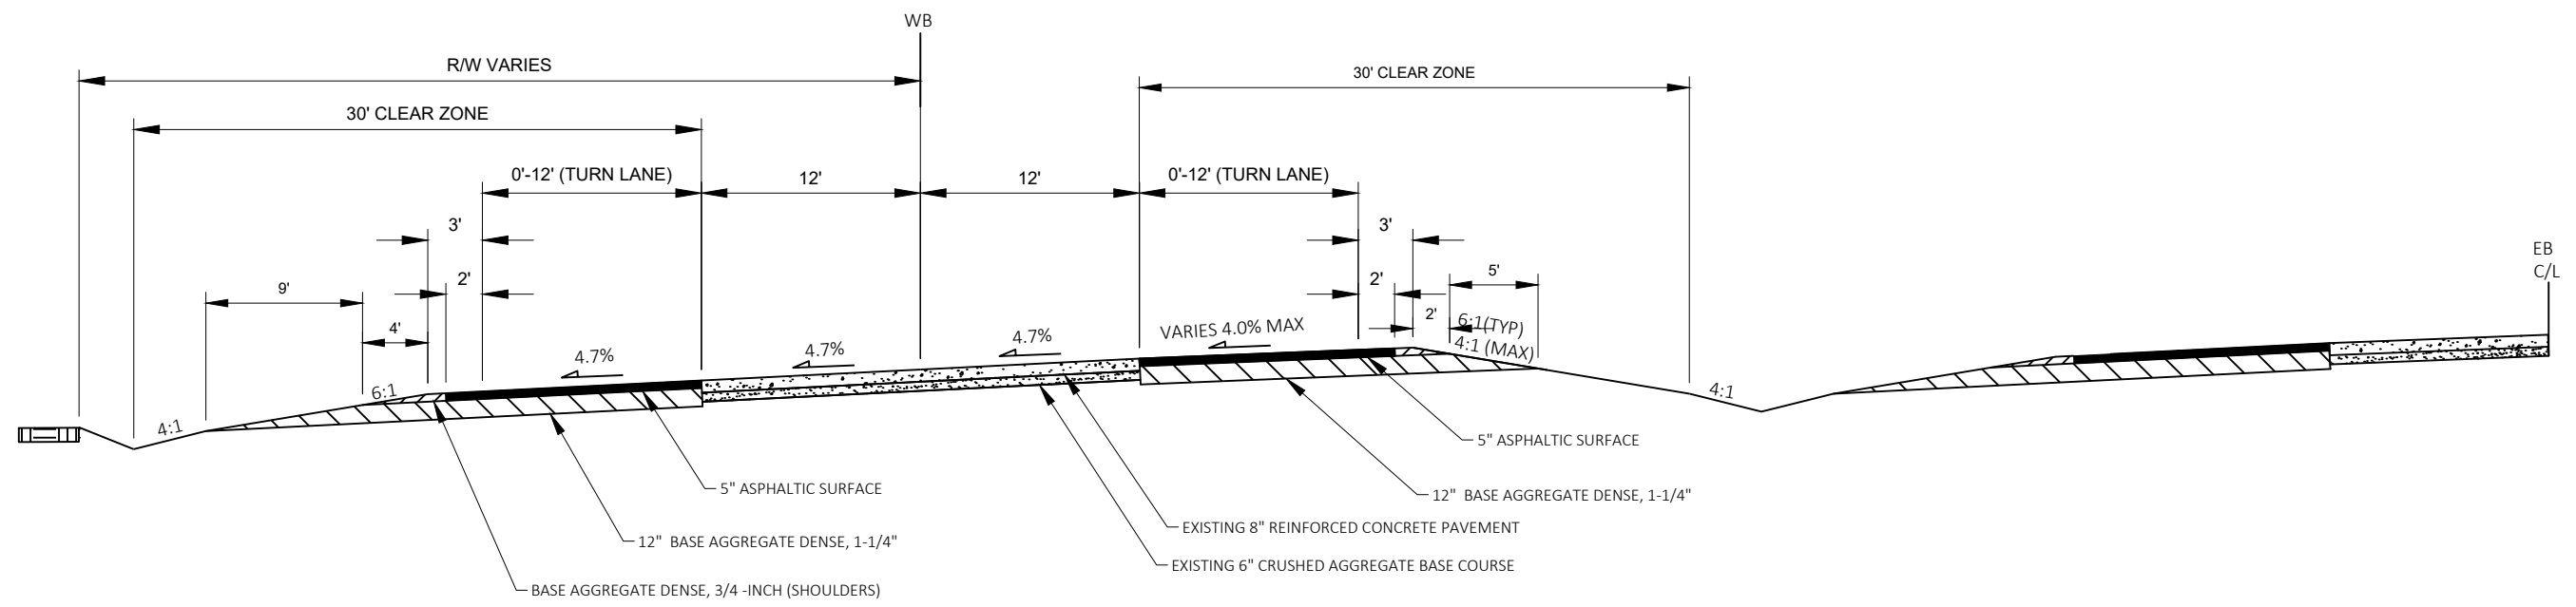 WB
R/W VARIES
30' CLEAR ZONE
30' CLEAR ZONE
0'-12' (TURN LANE)
12'
12'
0'-12' (TURN LANE)
3'
3'
2'
2'
9'
5'
4'
2'
EB
C/L
6:1(TYP)
4:1 (MAX)
VARIES 4.0% MAX
4.7%
4.7%
4.7%
6:1
4:1
4:1
5" ASPHALTIC SURFACE
5" ASPHALTIC SURFACE
12" BASE AGGREGATE DENSE, 1-1/4"
EXISTING 8" REINFORCED CONCRETE PAVEMENT
12" BASE AGGREGATE DENSE, 1-1/4"
EXISTING 6" CRUSHED AGGREGATE BASE COURSE
BASE AGGREGATE DENSE, 3/4 -INCH (SHOULDERS)